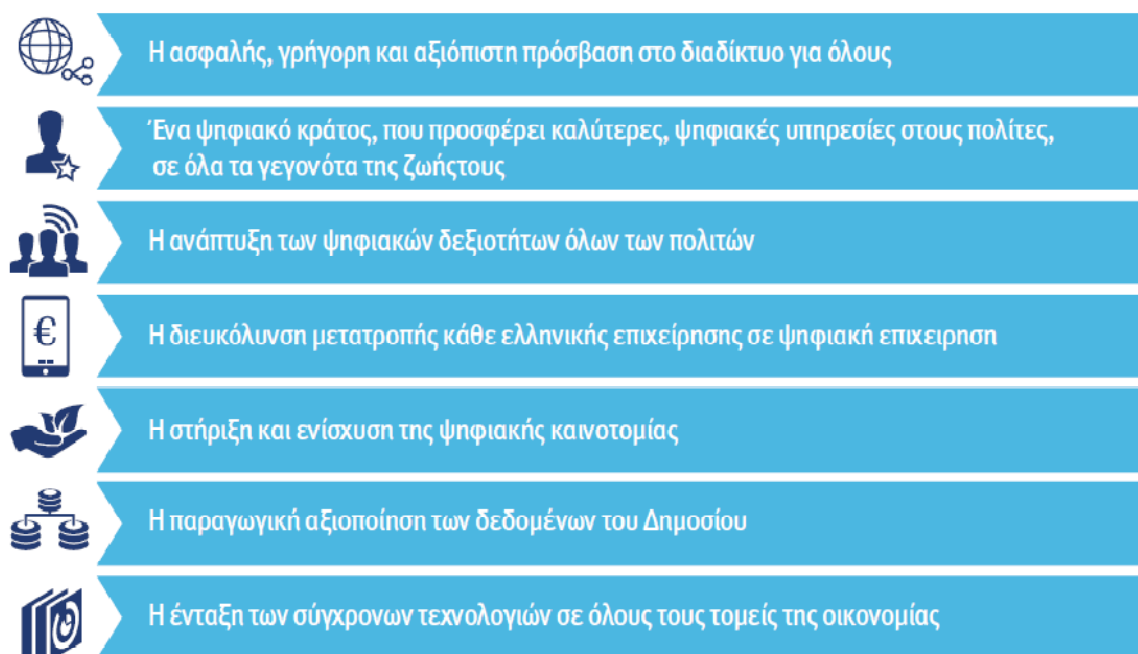 Η ασφαλής, γρήγορη και αξιόπιστη πρόσβαση στο διαδίκτυο για όλους
Ένα ψηφιακό κράτος, που προσφέρει καλύτερες, ψηφιακές υπηρεσίες στους πολίτες,
σε όλα τα γεγονότα της ζωήςτους
Η ανάπτυξη των ψηφιακών δεξιοτήτων όλων των πολιτών
€
Η διευκόλυνση μετατροπής κάθε ελληνικής επιχείρησης σε ψηφιακή επιχειρηση
Η στήριξη και ενίσχυση της ψηφιακής καινοτομίας
Η παραγωγική αξιοποίηση των δεδομένων του Δημοσίου
Η ένταξη των σύγχρονων τεχνολογιών σε όλους τους τομείς της οικονομίας